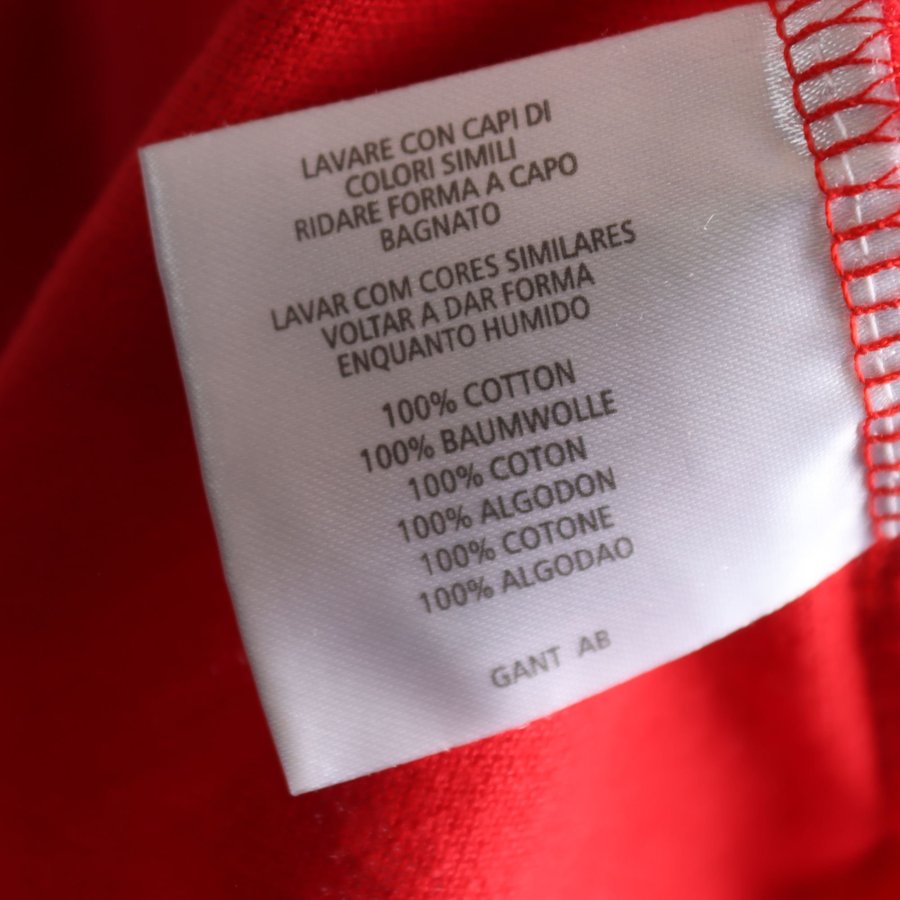 LAVARE CON CAPI DI
COLORI SIMILI
RIDARE FORMA A CAPO
BAGNATO
LAVAR COM CORES SIMILARES
VOLTAR A DAR FORMA
ENQUANTO HUMIDO
100% COTTON
100% BAUMWOLLE
100% COTON
100% ALGODON
100% COTONE
100% ALGODAO
GANT AB